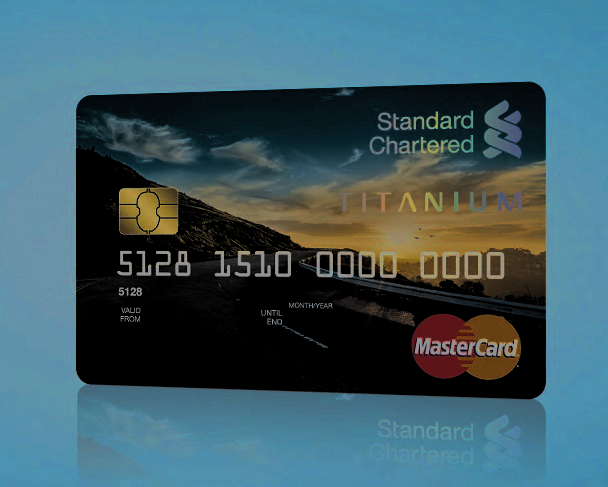 Standard
Chartered
TITANIUM
5128 1510 0000 0000
5128
VALID
FROM
MONTH/YEAR
UNTIL
END
MasterCard
Standard
Chartered